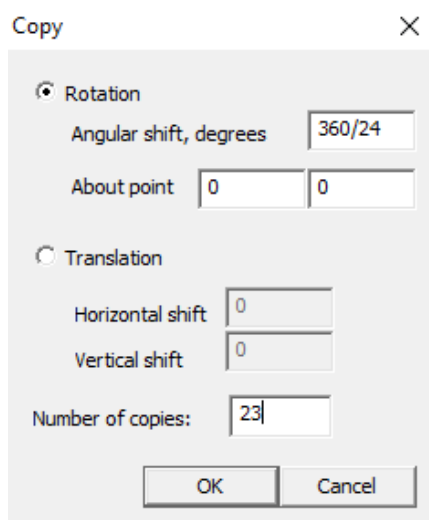 Copy
Rotation
Angular shift, degrees 360/24
About point 0 0
Translation
Horizontal shift 0
Vertical shift 0
Number of copies: 23
OK Cancel